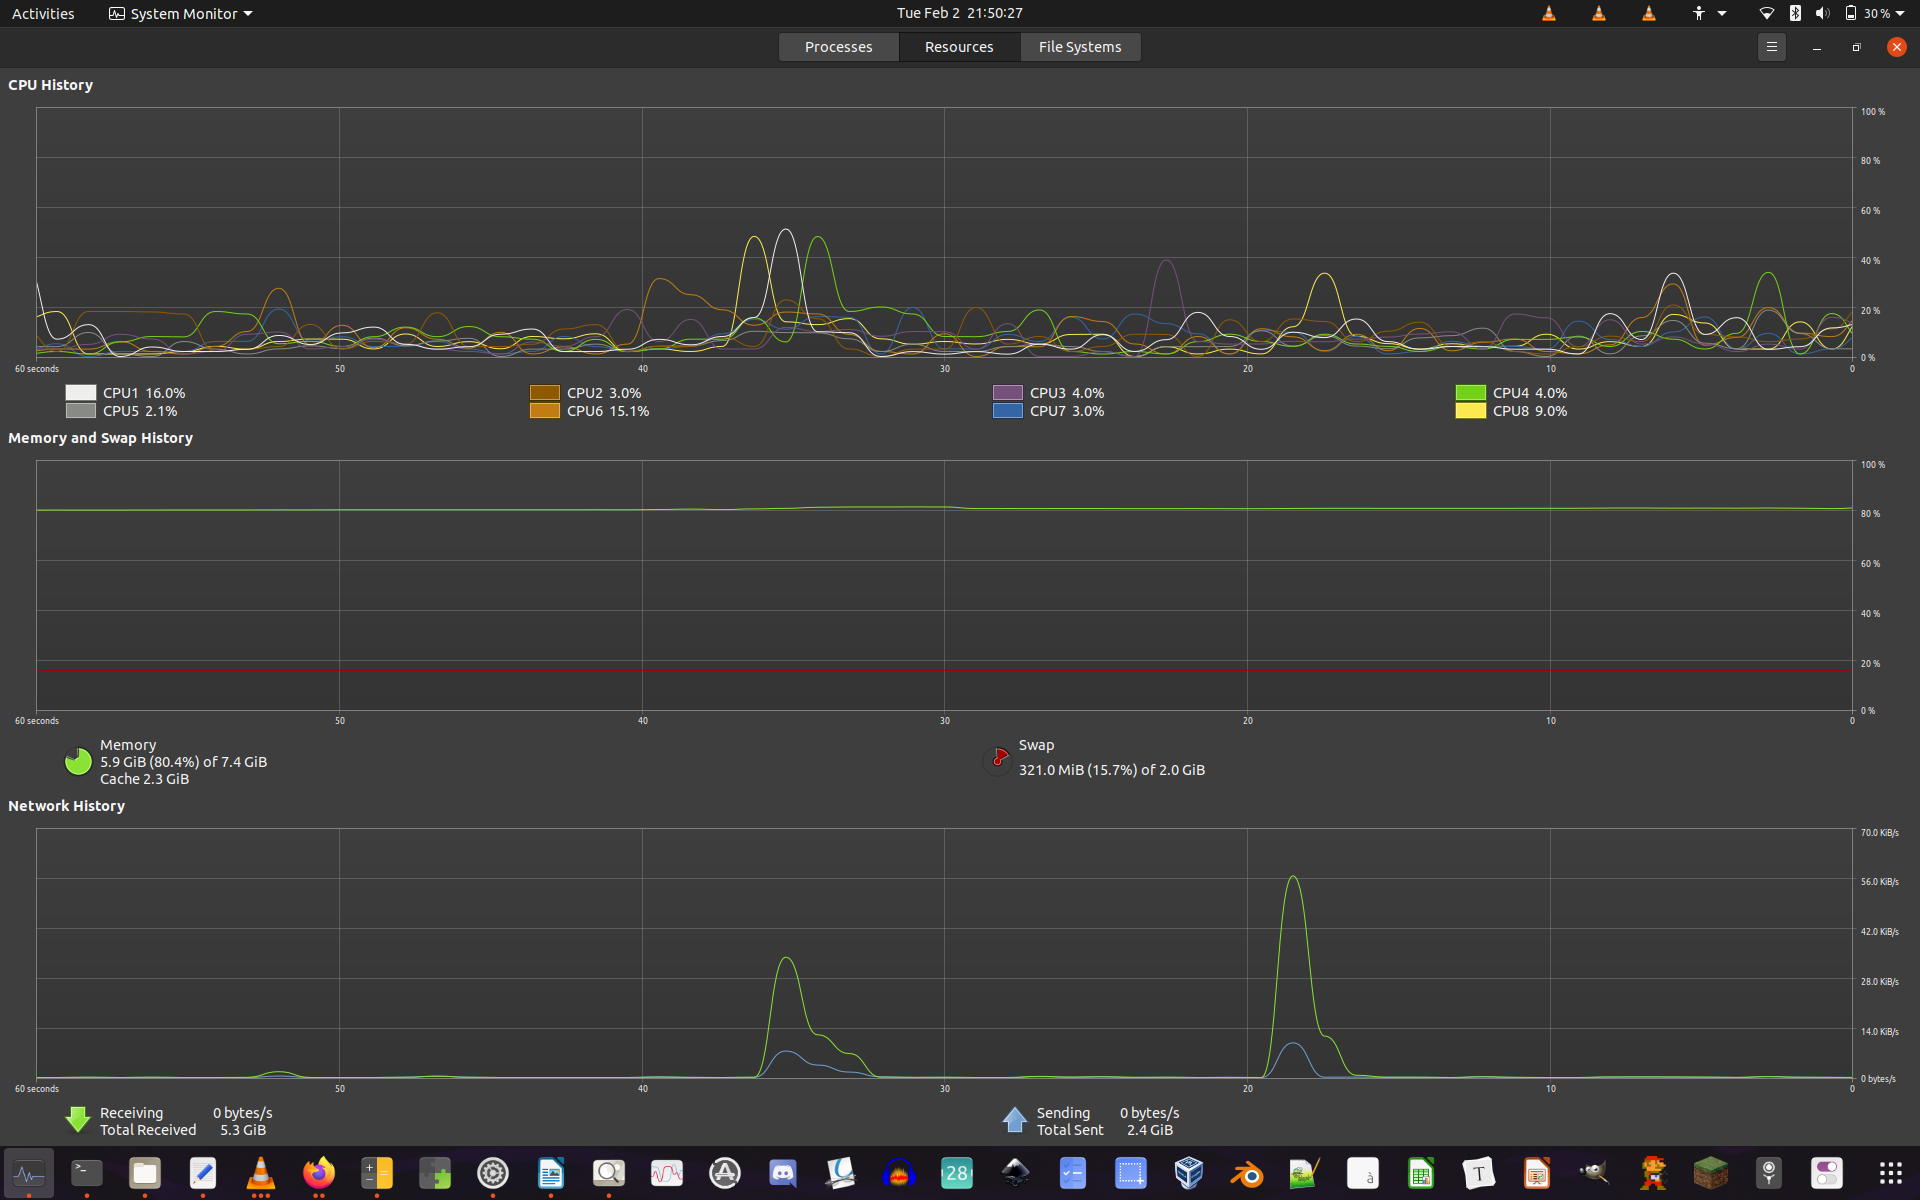 Activities System Monitor Tue Feb 2 21:50:27 30 %
Processes Resources File Systems
CPU History
100 %
80 %
60 %
40 %
20 %
0 %
60 seconds 50 40 30 20 10 0
CPU1 16.0% CPU2 3.0% CPU3 4.0% CPU4 4.0%
CPU5 2.1% CPU6 15.1% CPU7 3.0% CPU8 9.0%
Memory and Swap History
100 %
80 %
60 %
40 %
20 %
0 %
60 seconds 50 40 30 20 10 0
Memory
5.9 GiB (80.4%) of 7.4 GiB
Cache 2.3 GiB
Swap
321.0 MiB (15.7%) of 2.0 GiB
Network History
70.0 KiB/s
56.0 KiB/s
42.0 KiB/s
28.0 KiB/s
14.0 KiB/s
0 bytes/s
60 seconds 50 40 30 20 10 0
Receiving 0 bytes/s
Total Received 5.3 GiB
Sending 0 bytes/s
Total Sent 2.4 GiB
>_ 28 à T